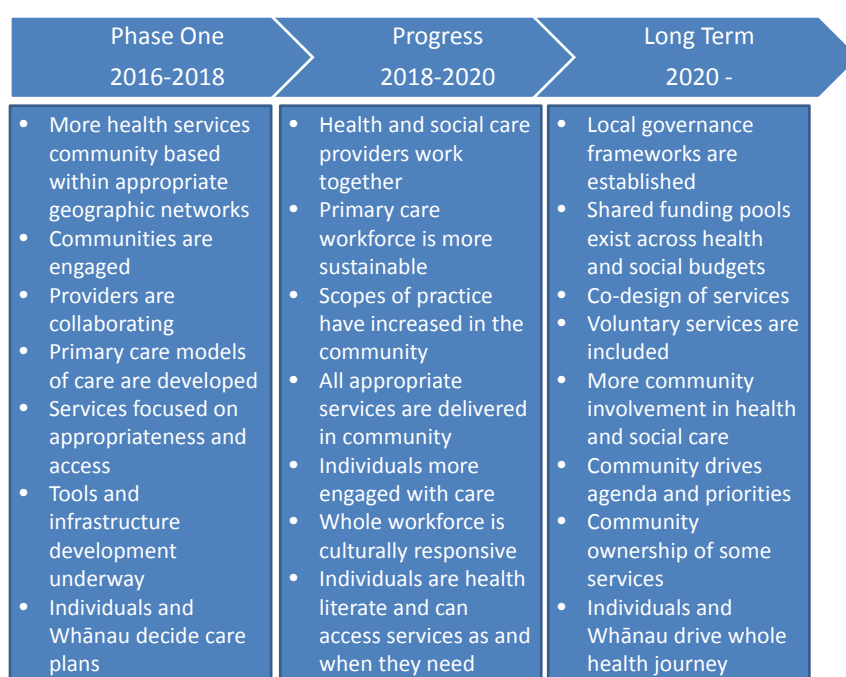 Phase One
2016-2018
Progress
2018-2020
Long Term
2020 -
• More health services
community based
within appropriate
geographic networks
• Communities are
engaged
• Providers are
collaborating
• Primary care models
of care are developed
• Services focused on
appropriateness and
access
• Tools and
infrastructure
development
underway
• Individuals and
Whānau decide care
plans
• Health and social care
providers work
together
• Primary care
workforce is more
sustainable
• Scopes of practice
have increased in the
community
• All appropriate
services are delivered
in community
• Individuals more
engaged with care
• Whole workforce is
culturally responsive
• Individuals are health
literate and can
access services as and
when they need
• Local governance
frameworks are
established
• Shared funding pools
exist across health
and social budgets
• Co-design of services
• Voluntary services are
included
• More community
involvement in health
and social care
• Community drives
agenda and priorities
• Community
ownership of some
services
• Individuals and
Whānau drive whole
health journey